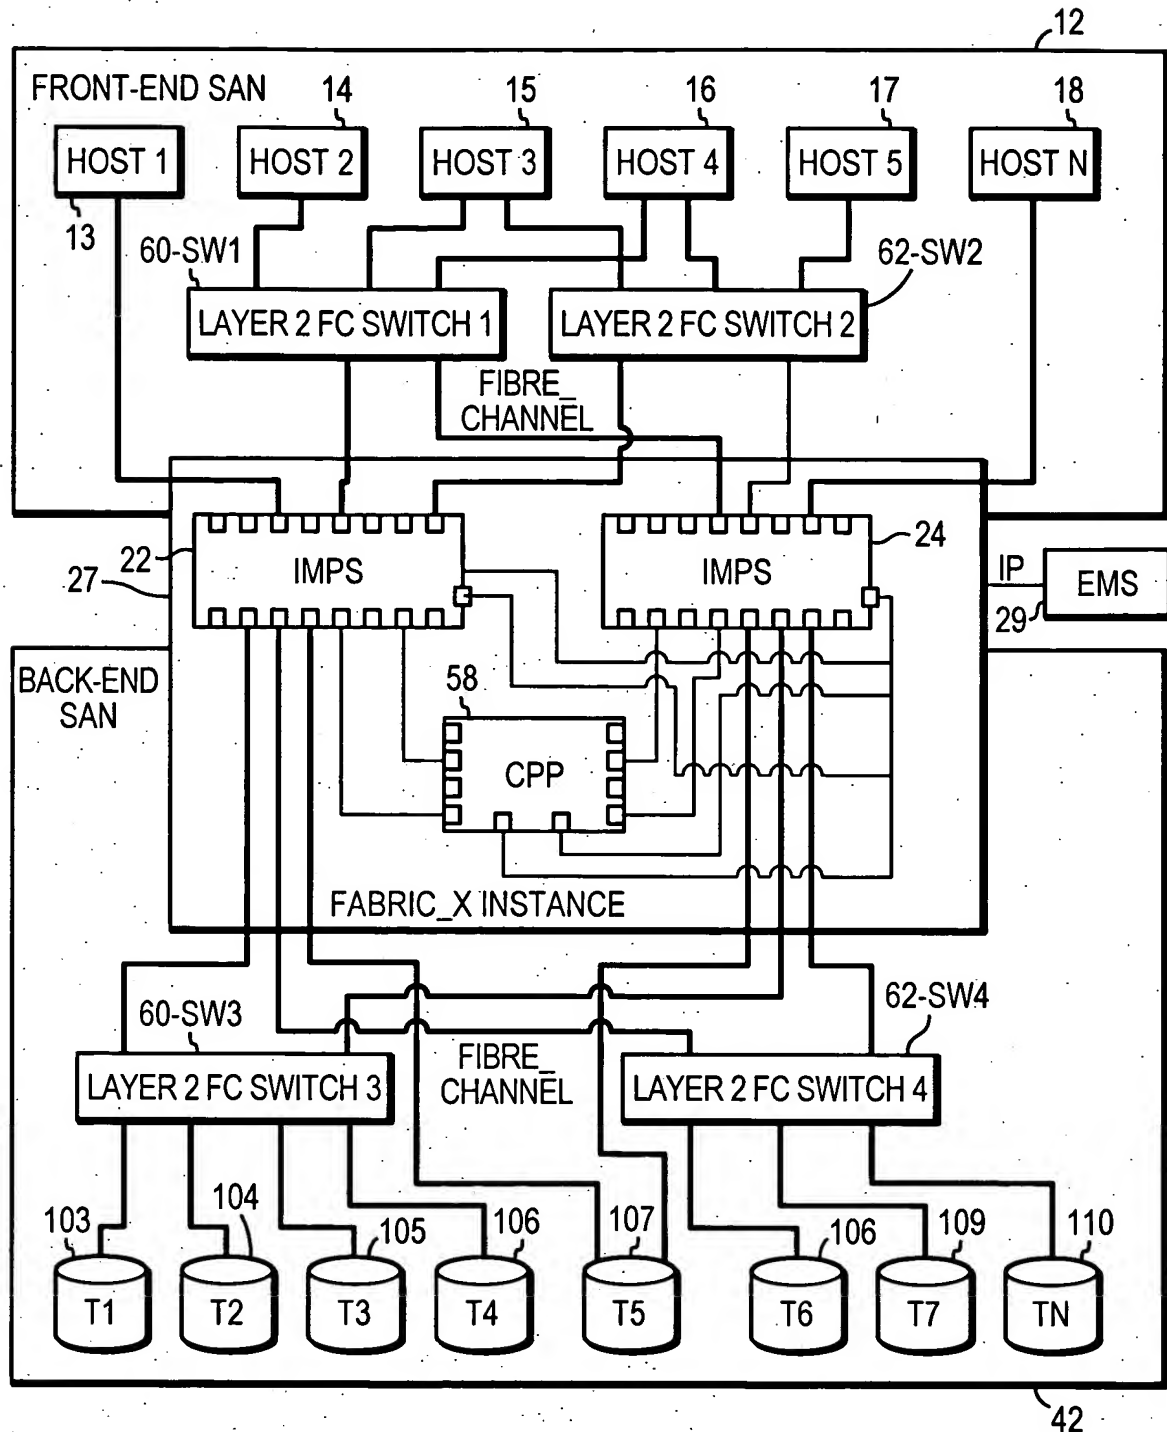 12
FRONT-END SAN
14
15
16
17
18
HOST 1
HOST 2
HOST 3
HOST 4
HOST 5
HOST N
13
60-SW1
62-SW2
LAYER 2 FC SWITCH 1
LAYER 2 FC SWITCH 2
FIBRE_
CHANNEL
22
IMPS
IMPS
24
27
IP
EMS
29
BACK-END
SAN
58
CPP
FABRIC_X INSTANCE
60-SW3
62-SW4
FIBRE_
CHANNEL
LAYER 2 FC SWITCH 3
LAYER 2 FC SWITCH 4
103
104
105
106
107
106
109
110
T1
T2
T3
T4
T5
T6
T7
TN
42